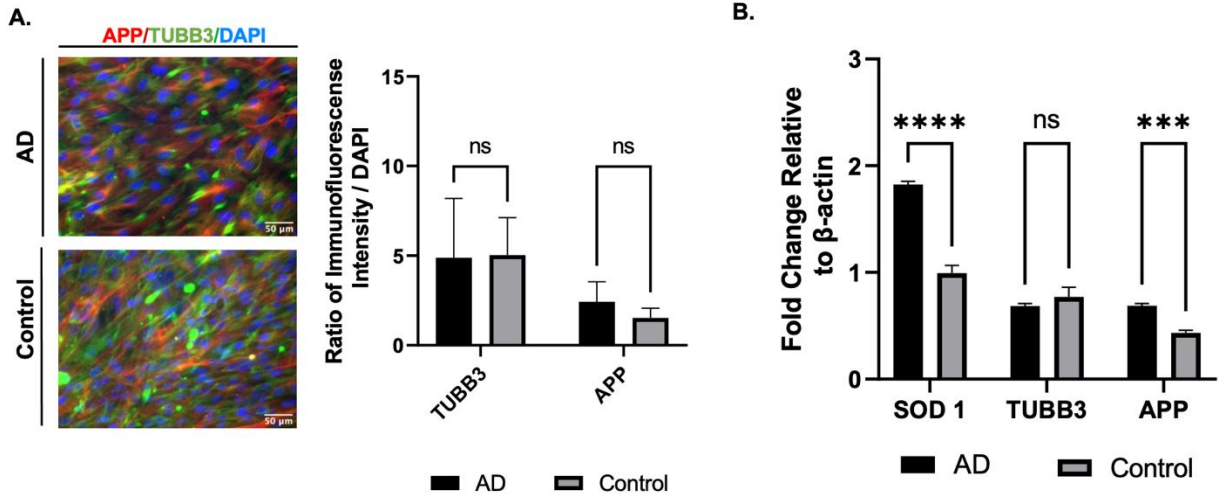 A.
APP/TUBB3/DAPI
AD
50 µm
Control
50 µm
Ratio of Immunofluorescense
Intensity / DAPI
15
10
5
0
ns
ns
TUBB3
APP
AD
Control
B.
Fold Change Relative
to β-actin
3
2
1
0
****
ns
***
SOD 1
TUBB3
APP
AD
Control